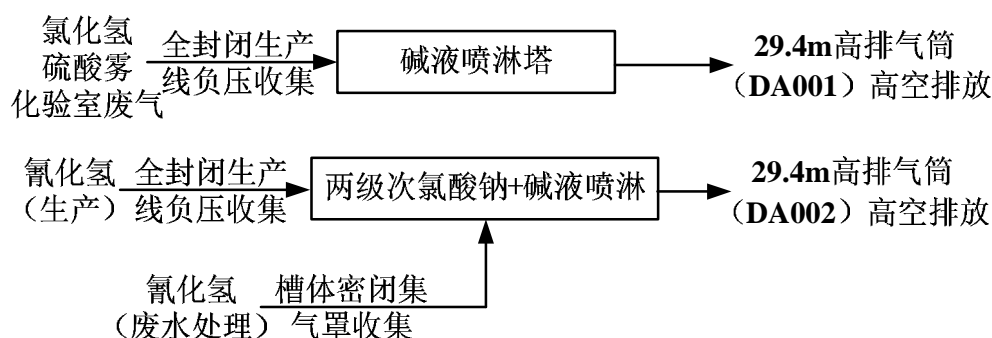 氯化氢
硫酸雾
化验室废气
全封闭生产
线负压收集
碱液喷淋塔
29.4m高排气筒
（DA001）高空排放
氰化氢
（生产）
全封闭生产
线负压收集
两级次氯酸钠+碱液喷淋
29.4m高排气筒
（DA002）高空排放
氰化氢
（废水处理）
槽体密闭集
气罩收集